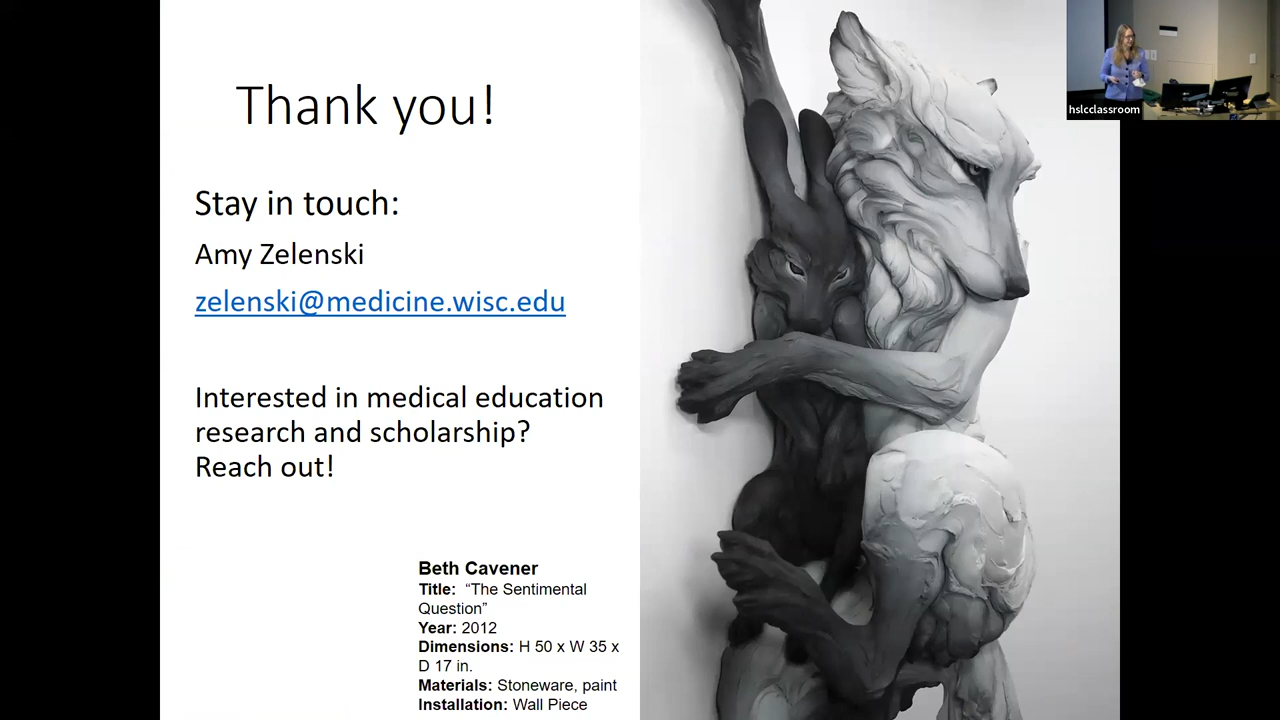 Thank you!
Stay in touch:
Amy Zelenski
zelenski@medicine.wisc.edu
Interested in medical education
research and scholarship?
Reach out!
Beth Cavener
Title: “The Sentimental
Question”
Year: 2012
Dimensions: H 50 x W 35 x
D 17 in.
Materials: Stoneware, paint
Installation: Wall Piece
hslcclassroom